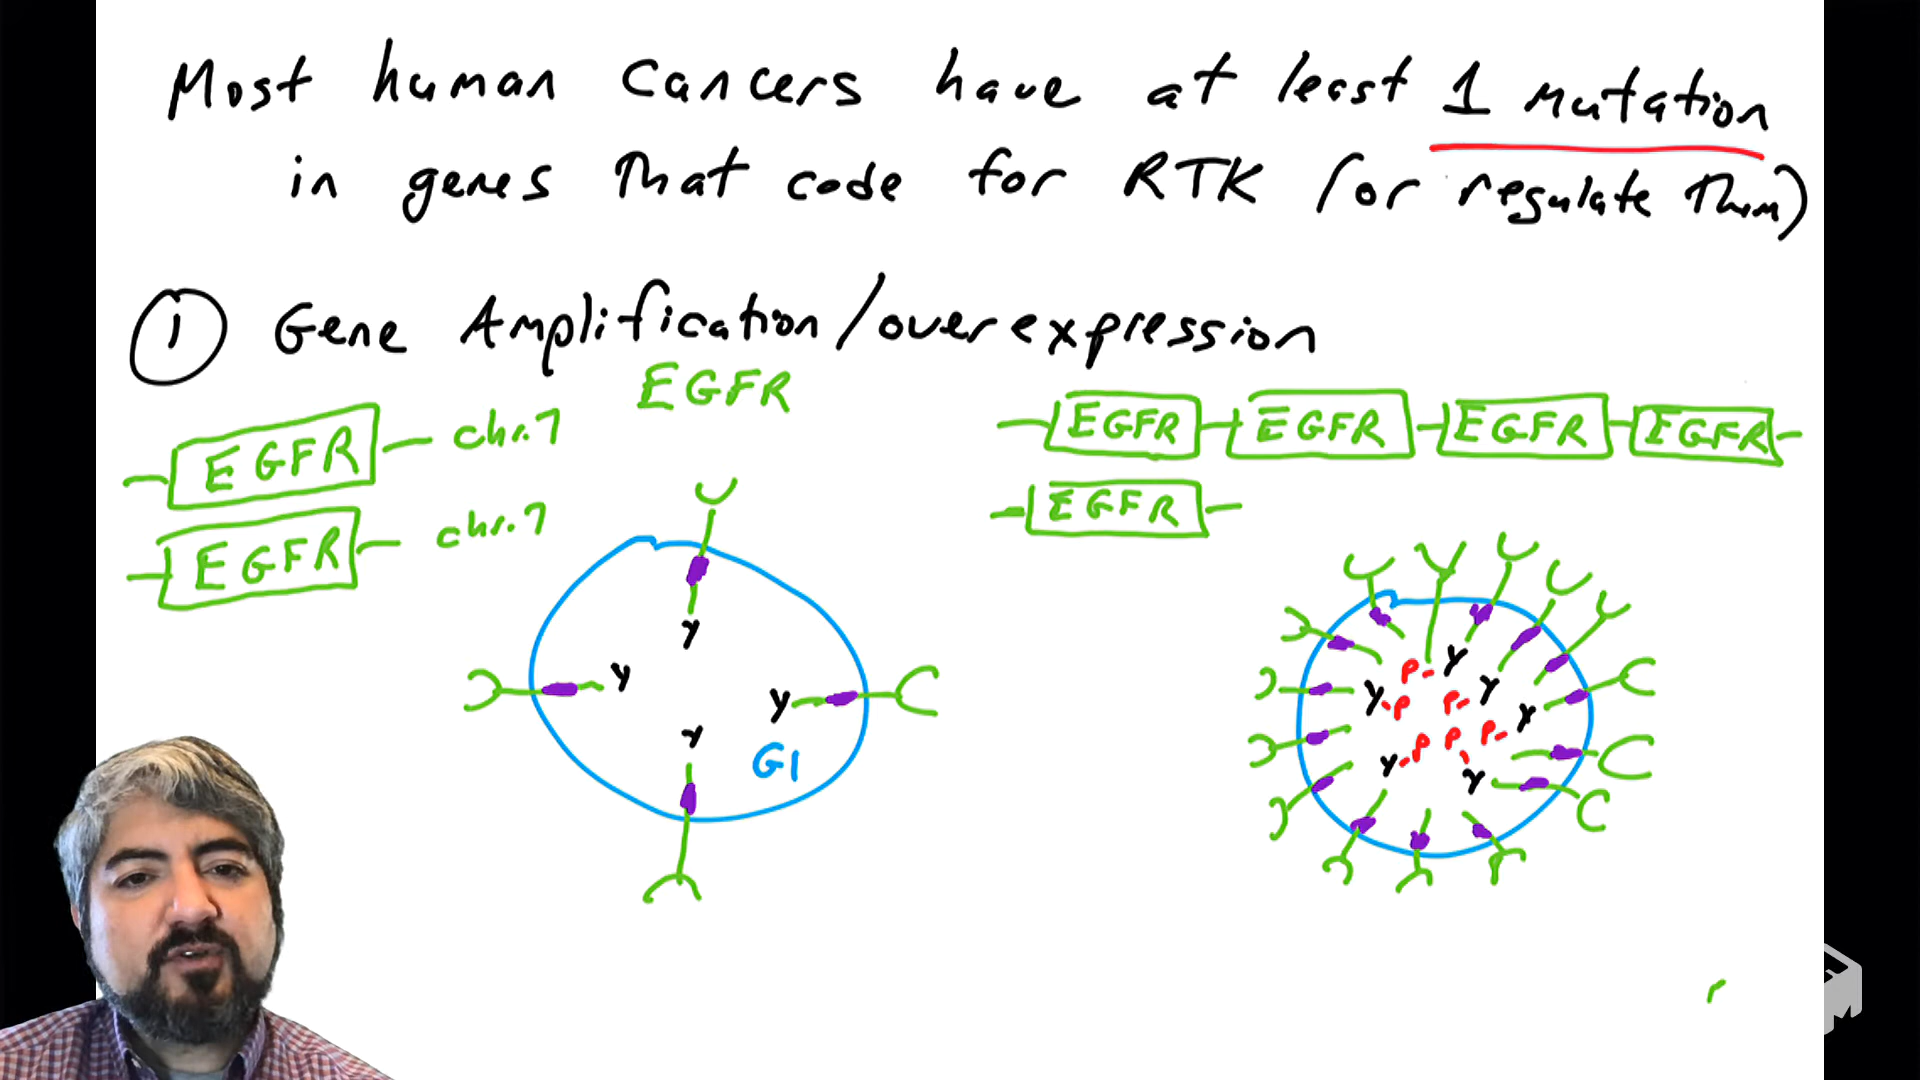 Most human cancers have at least 1 mutation
in genes that code for RTK (or regulate them)
1 Gene Amplification/overexpression
EGFR
EGFR chr.7
EGFR chr.7
EGFR EGFR EGFR EGFR
EGFR
Y
Y
Y
Y
G1
P Y
Y P P Y
Y
P P P
Y Y